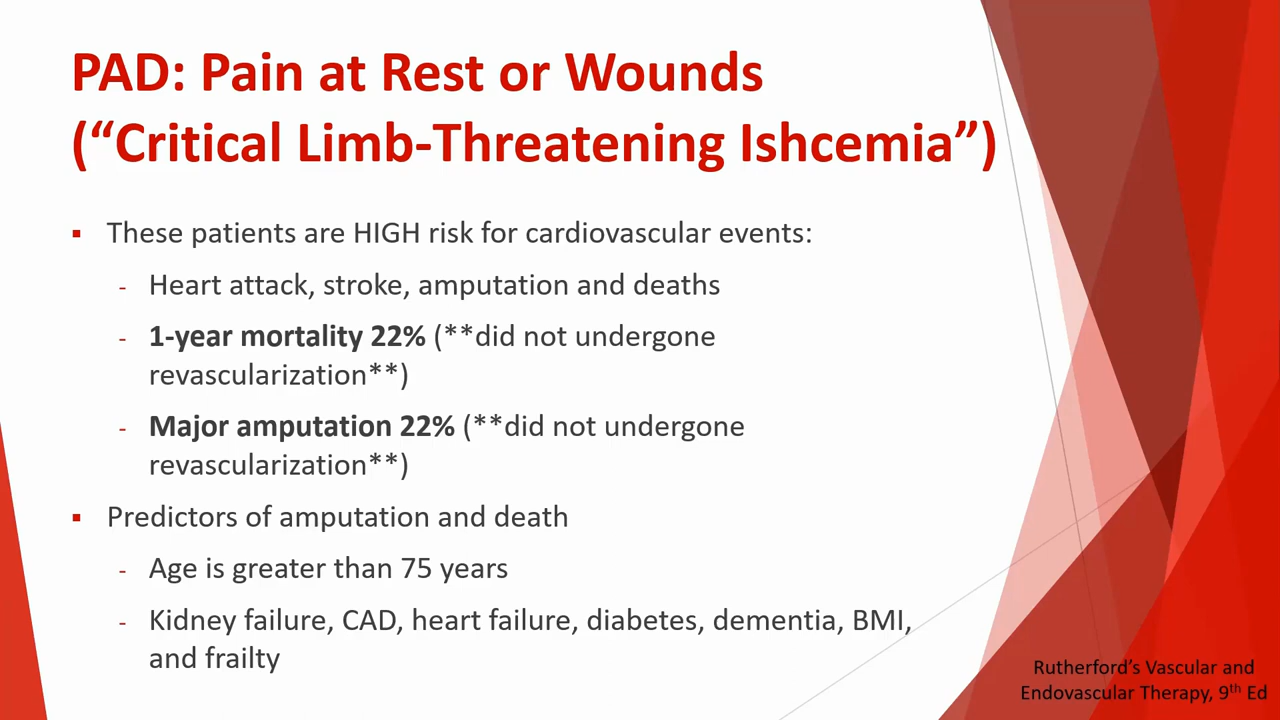 PAD: Pain at Rest or Wounds
(“Critical Limb-Threatening Ishcemia”)
▪ These patients are HIGH risk for cardiovascular events:
- Heart attack, stroke, amputation and deaths
- 1-year mortality 22% (**did not undergone
revascularization**)
- Major amputation 22% (**did not undergone
revascularization**)
▪ Predictors of amputation and death
- Age is greater than 75 years
- Kidney failure, CAD, heart failure, diabetes, dementia, BMI,
and frailty
Rutherford’s Vascular and
Endovascular Therapy, 9th Ed